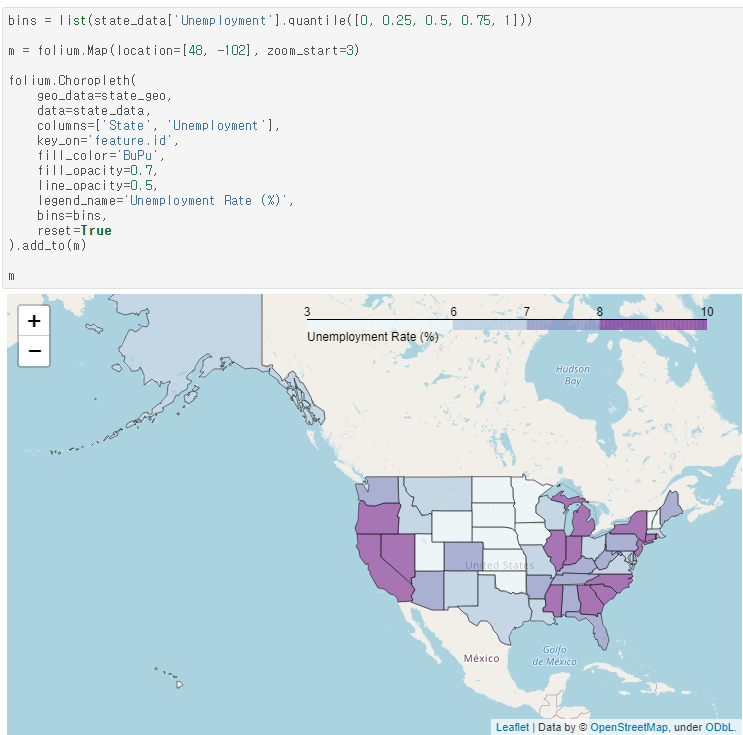 bins = list(state_data['Unemployment'].quantile([0, 0.25, 0.5, 0.75, 1]))
m = folium.Map(location=[48, -102], zoom_start=3)
folium.Choropleth(
    geo_data=state_geo,
    data=state_data,
    columns=['State', 'Unemployment'],
    key_on='feature.id',
    fill_color='BuPu',
    fill_opacity=0.7,
    line_opacity=0.5,
    legend_name='Unemployment Rate (%)',
    bins=bins,
    reset=True
).add_to(m)
m
+
−
3 6 7 8 10
Unemployment Rate (%)
Hudson
Bay
United States
México
Golfo
de México
Leaflet | Data by © OpenStreetMap, under ODbL.